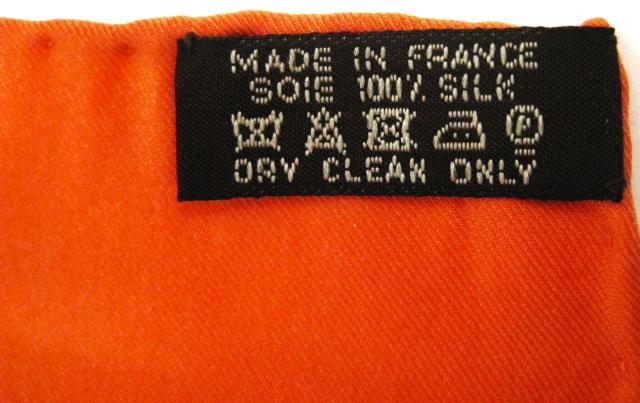 MADE IN FRANCE
SOIE 100% SILK
P
DRY CLEAN ONLY